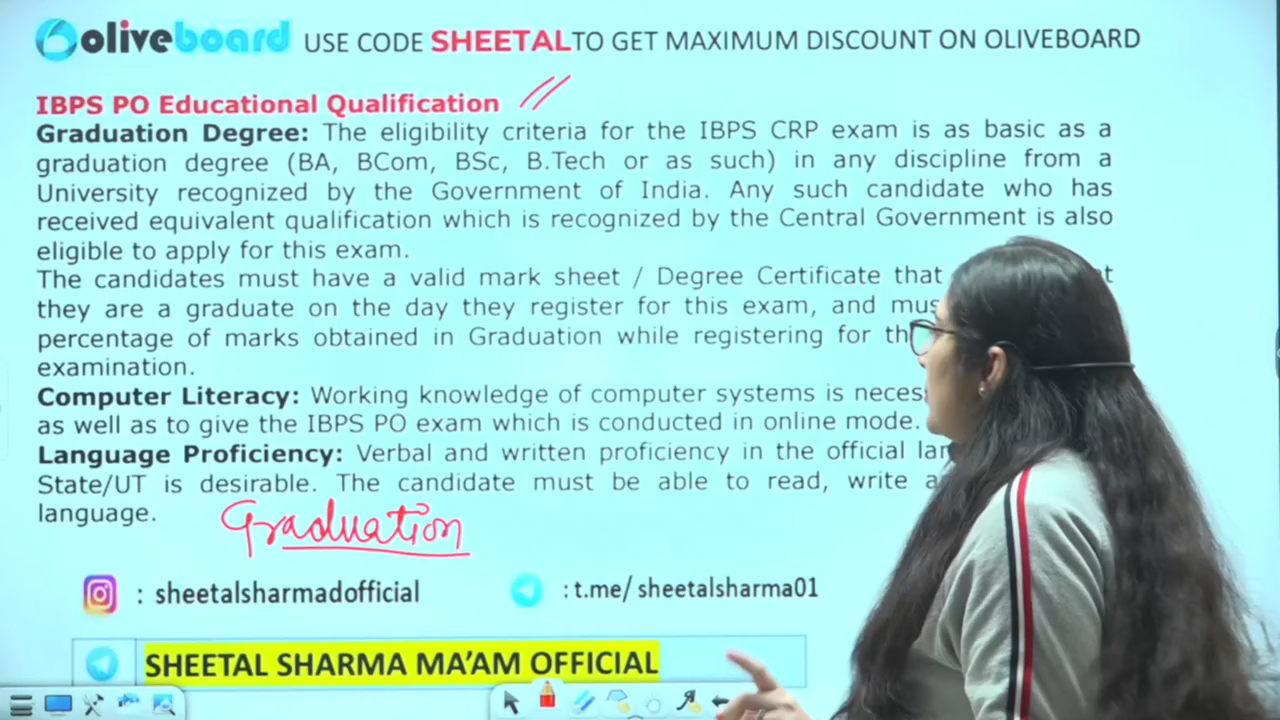 oliveboard USE CODE SHEETAL TO GET MAXIMUM DISCOUNT ON OLIVEBOARD
IBPS PO Educational Qualification
Graduation Degree: The eligibility criteria for the IBPS CRP exam is as basic as a
graduation degree (BA, BCom, BSc, B.Tech or as such) in any discipline from a
University recognized by the Government of India. Any such candidate who has
received equivalent qualification which is recognized by the Central Government is also
eligible to apply for this exam.
The candidates must have a valid mark sheet / Degree Certificate that
they are a graduate on the day they register for this exam, and
percentage of marks obtained in Graduation while registering for
examination.
Computer Literacy: Working knowledge of computer systems is
as well as to give the IBPS PO exam which is conducted in online mode.
Language Proficiency: Verbal and written proficiency in the official
State/UT is desirable. The candidate must be able to read, write
language.
Graduation
: sheetalsharmadofficial : t.me/ sheetalsharma01
SHEETAL SHARMA MA’AM OFFICIAL